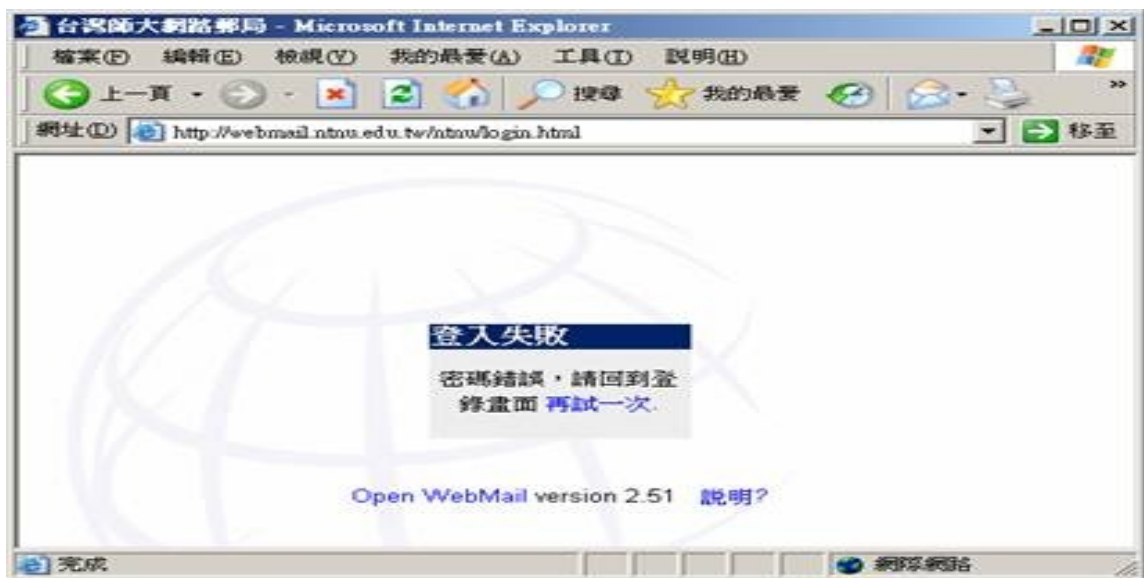 台灣師大網路郵局 - Microsoft Internet Explorer
檔案(F) 編輯(E) 檢視(V) 我的最愛(A) 工具(T) 說明(H)
上一頁 搜尋 我的最愛 »
網址(D) http://webmail.ntnu.edu.tw/ntnu/login.html 移至
登入失敗
密碼錯誤，請回到登
錄畫面 再試一次.
Open WebMail version 2.51 說明?
完成 網際網路